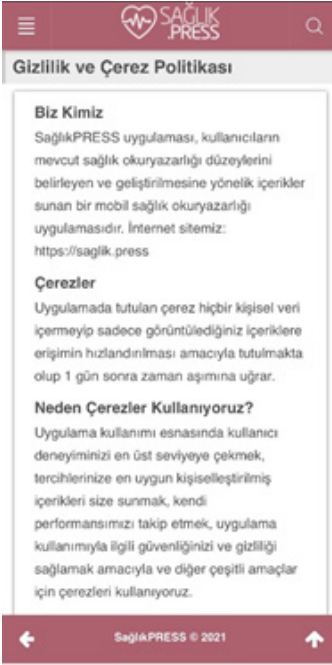 SAĞLIK
.PRESS
Gizlilik ve Çerez Politikası
Biz Kimiz
SağlıkPRESS uygulaması, kullanıcıların
mevcut sağlık okuryazarlığı düzeylerini
belirleyen ve geliştirilmesine yönelik içerikler
sunan bir mobil sağlık okuryazarlığı
uygulamasıdır. İnternet sitemiz:
https://saglik.press
Çerezler
Uygulamada tutulan çerez hiçbir kişisel veri
içermeyip sadece görüntülediğiniz içeriklere
erişimin hızlandırılması amacıyla tutulmakta
olup 1 gün sonra zaman aşımına uğrar.
Neden Çerezler Kullanıyoruz?
Uygulama kullanımı esnasında kullanıcı
deneyiminizi en üst seviyeye çekmek,
tercihlerinize en uygun kişiselleştirilmiş
içerikleri size sunmak, kendi
performansımızı takip etmek, uygulama
kullanımıyla ilgili güvenliğinizi ve gizliliği
sağlamak amacıyla ve diğer çeşitli amaçlar
için çerezleri kullanıyoruz.
SağlıkPRESS © 2021